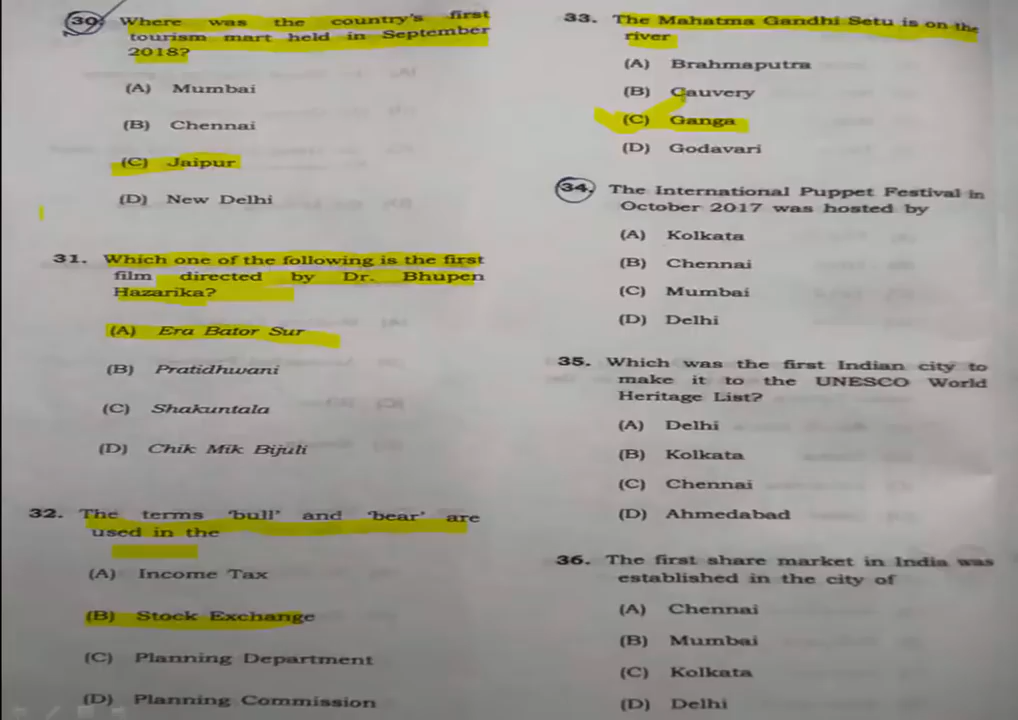 30. Where was the country's first
tourism mart held in September
2018?
(A) Mumbai
(B) Chennai
(C) Jaipur
(D) New Delhi
31. Which one of the following is the first
film directed by Dr. Bhupen
Hazarika?
(A) Era Bator Sur
(B) Pratidhwani
(C) Shakuntala
(D) Chik Mik Bijuli
32. The terms 'bull' and 'bear' are
used in the
(A) Income Tax
(B) Stock Exchange
(C) Planning Department
(D) Planning Commission
33. The Mahatma Gandhi Setu is on the
river
(A) Brahmaputra
(B) Cauvery
(C) Ganga
(D) Godavari
34. The International Puppet Festival in
October 2017 was hosted by
(A) Kolkata
(B) Chennai
(C) Mumbai
(D) Delhi
35. Which was the first Indian city to
make it to the UNESCO World
Heritage List?
(A) Delhi
(B) Kolkata
(C) Chennai
(D) Ahmedabad
36. The first share market in India was
established in the city of
(A) Chennai
(B) Mumbai
(C) Kolkata
(D) Delhi